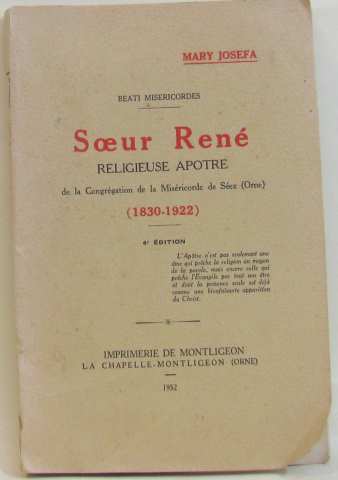 MARY JOSEFA
BEATI MISERICORDES
Sœur René
RELIGIEUSE APOTRE
de la Congrégation de la Miséricorde de Séez (Orne)
(1830-1922)
6e ÉDITION
L'Apôtre n'est pas seulement une
âme qui prêche la religion au moyen
de la parole, mais encore celle qui
prêche l'Evangile par tout son être
et dont la présence seule est déjà
comme une bienfaisante apparition
du Christ.
IMPRIMERIE DE MONTLIGEON
LA CHAPELLE-MONTLIGEON (ORNE)
1952